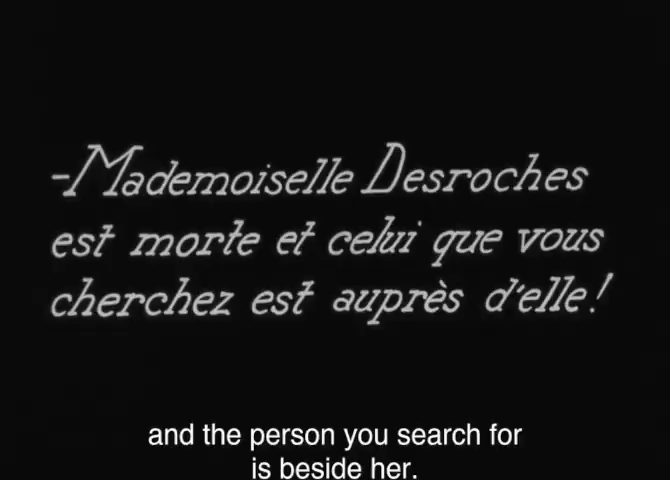 -Mademoiselle Desroches
est morte et celui que vous
cherchez est auprès d'elle!
and the person you search for
is beside her.